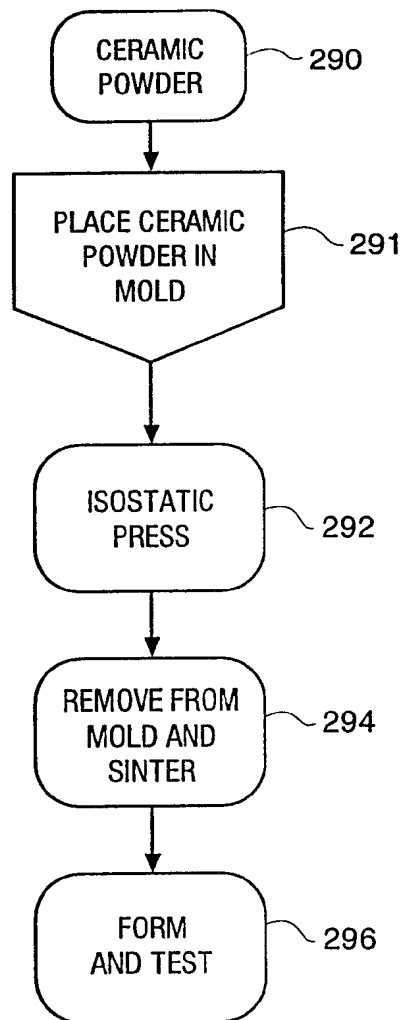 CERAMIC
POWDER
290
PLACE CERAMIC
POWDER IN
MOLD
291
ISOSTATIC
PRESS
292
REMOVE FROM
MOLD AND
SINTER
294
FORM
AND TEST
296